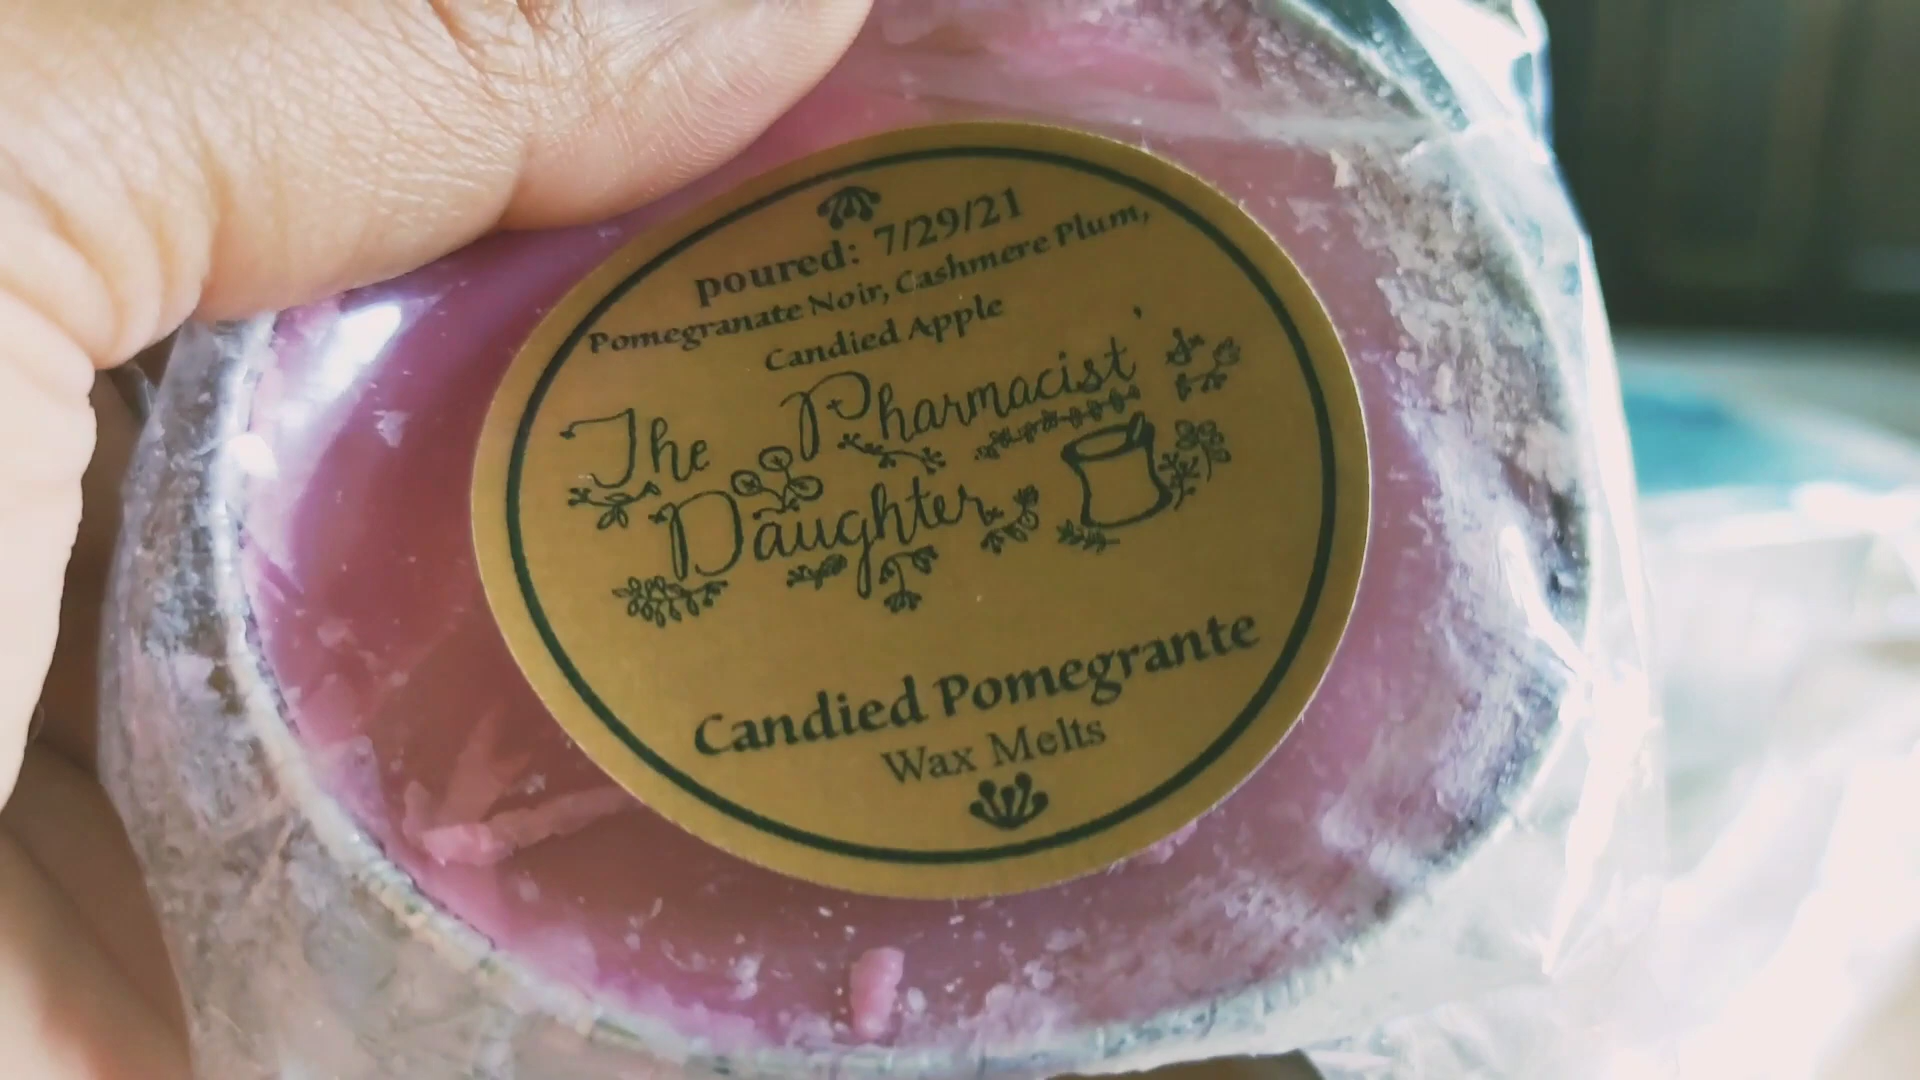 poured: 7/29/21
Pomegranate Noir, Cashmere Plum,
Candied Apple
The Pharmacist'
Daughter
Candied Pomegrante
Wax Melts